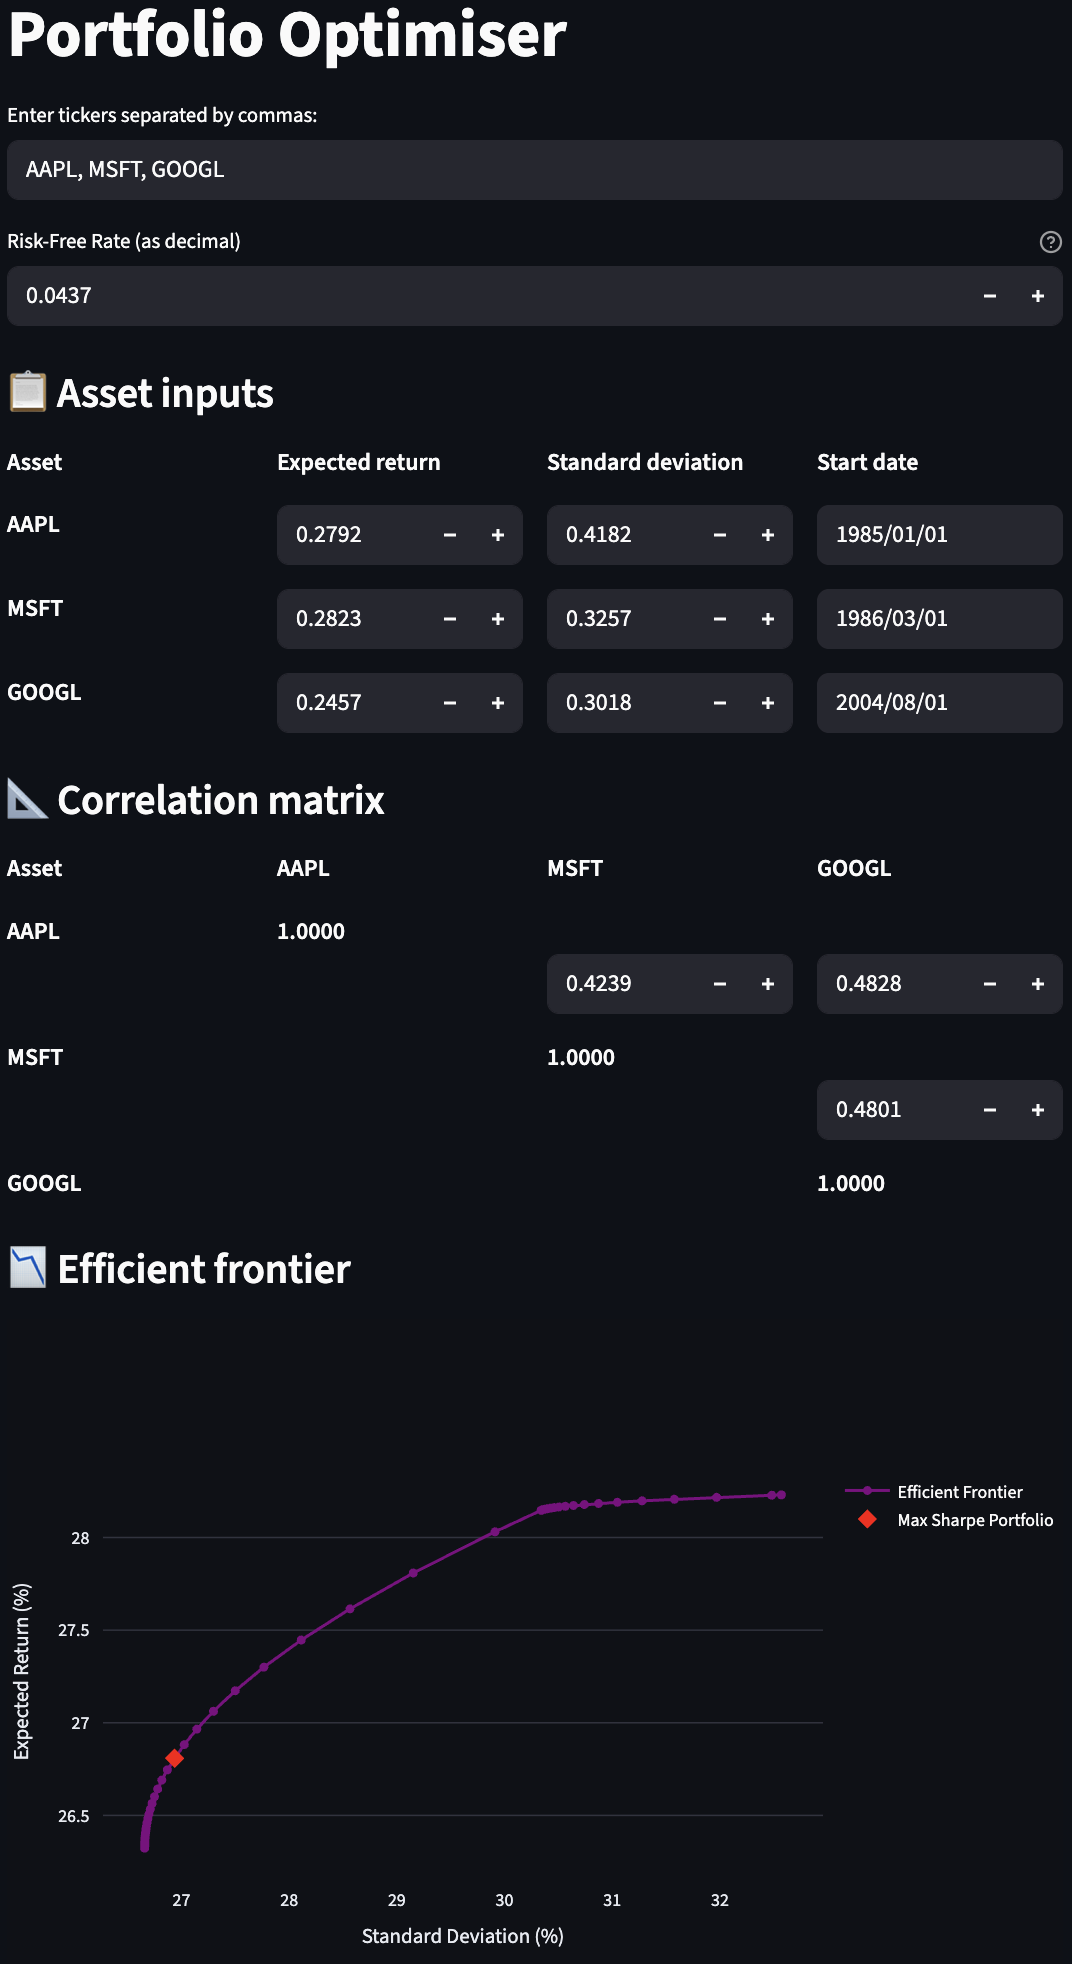 Portfolio Optimiser
Enter tickers separated by commas:
AAPL, MSFT, GOOGL
Risk-Free Rate (as decimal)
0.0437
Asset inputs
Asset Expected return Standard deviation Start date
AAPL 0.2792 − + 0.4182 − + 1985/01/01
MSFT 0.2823 − + 0.3257 − + 1986/03/01
GOOGL 0.2457 − + 0.3018 − + 2004/08/01
Correlation matrix
Asset AAPL MSFT GOOGL
AAPL 1.0000
0.4239 − + 0.4828 − +
MSFT 1.0000
0.4801 − +
GOOGL 1.0000
Efficient frontier
Efficient Frontier
Max Sharpe Portfolio
28
27.5
27
26.5
Expected Return (%)
27 28 29 30 31 32
Standard Deviation (%)